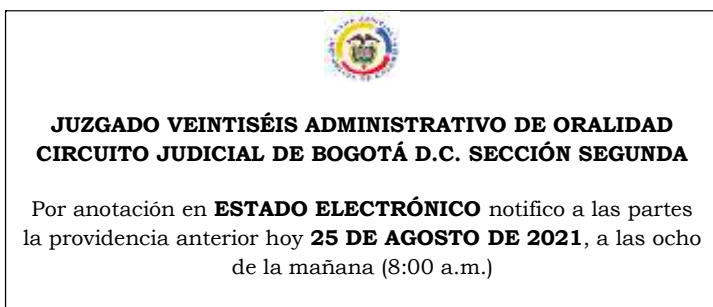 JUZGADO VEINTISÉIS ADMINISTRATIVO DE ORALIDAD
CIRCUITO JUDICIAL DE BOGOTÁ D.C. SECCIÓN SEGUNDA
Por anotación en ESTADO ELECTRÓNICO notifico a las partes
la providencia anterior hoy 25 DE AGOSTO DE 2021, a las ocho
de la mañana (8:00 a.m.)